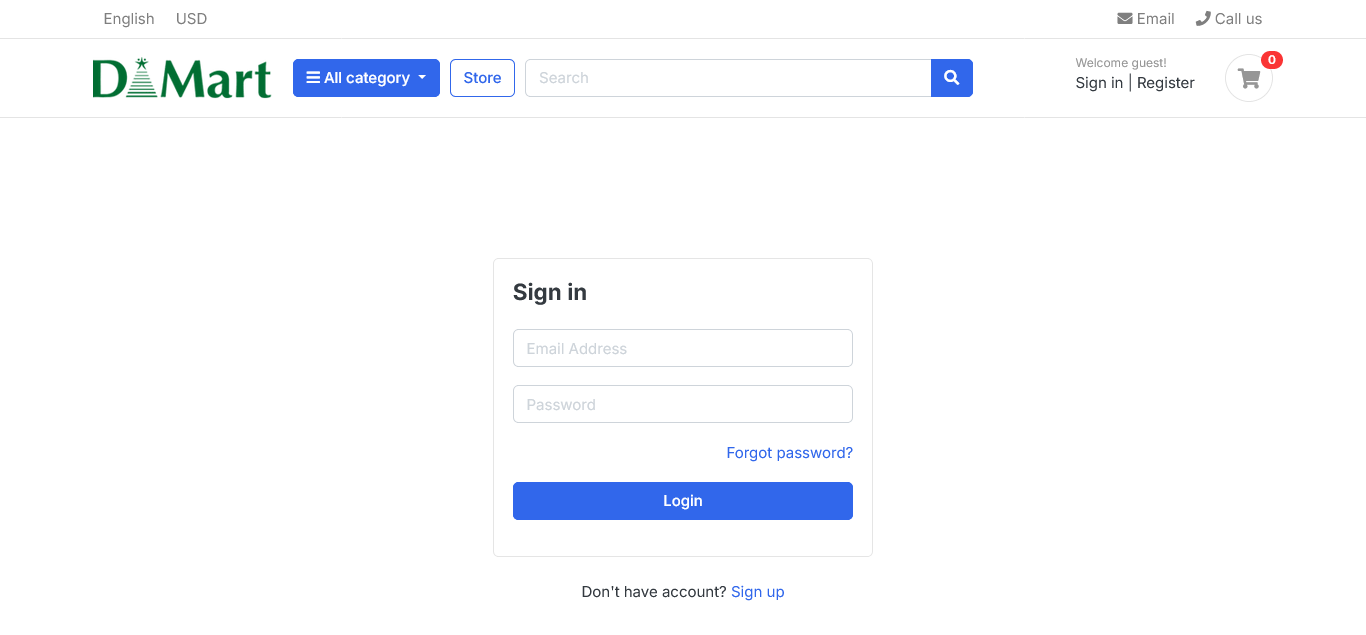 English USD Email Call us
DMart All category Store Search Welcome guest! 0
Sign in | Register
Sign in
Email Address
Password
Forgot password?
Login
Don't have account? Sign up